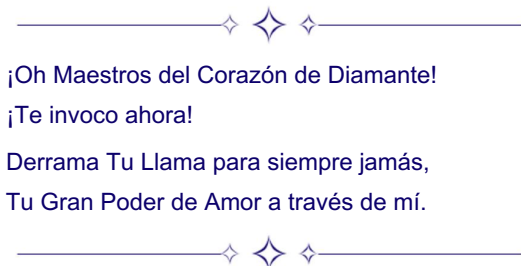 ¡Oh Maestros del Corazón de Diamante!
¡Te invoco ahora!
Derrama Tu Llama para siempre jamás,
Tu Gran Poder de Amor a través de mí.